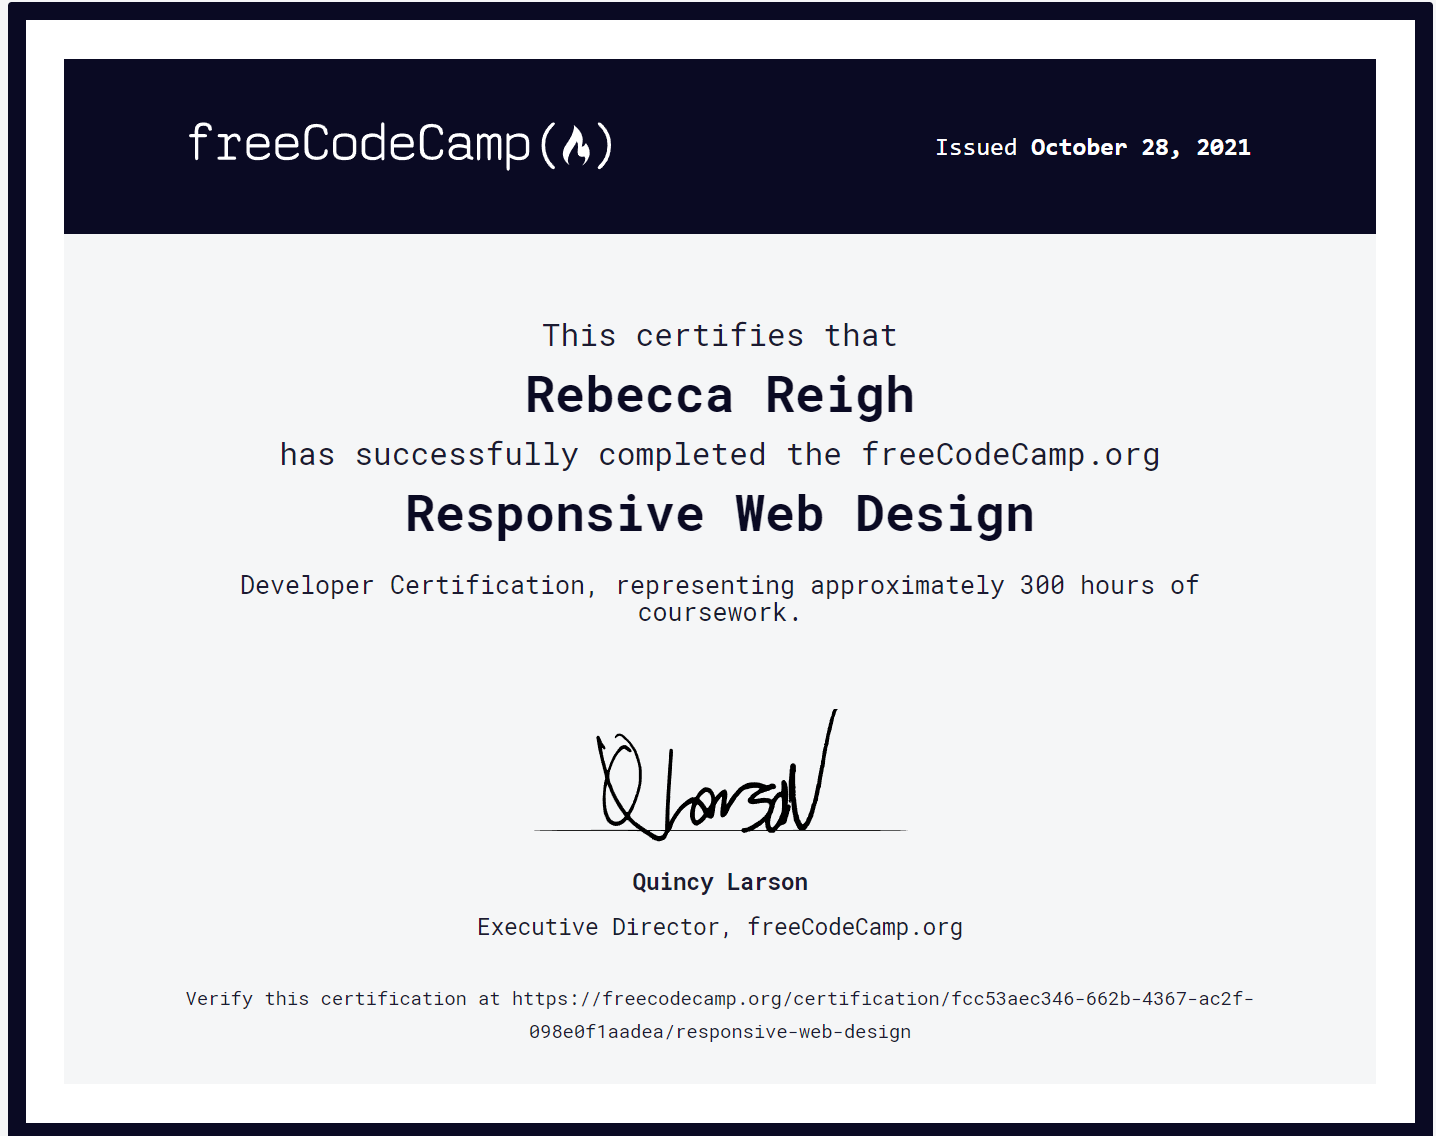 freeCodeCamp()
Issued October 28, 2021
This certifies that
Rebecca Reigh
has successfully completed the freeCodeCamp.org
Responsive Web Design
Developer Certification, representing approximately 300 hours of
coursework.
Q Larson
Quincy Larson
Executive Director, freeCodeCamp.org
Verify this certification at https://freecodecamp.org/certification/fcc53aec346-662b-4367-ac2f-
098e0f1aadea/responsive-web-design